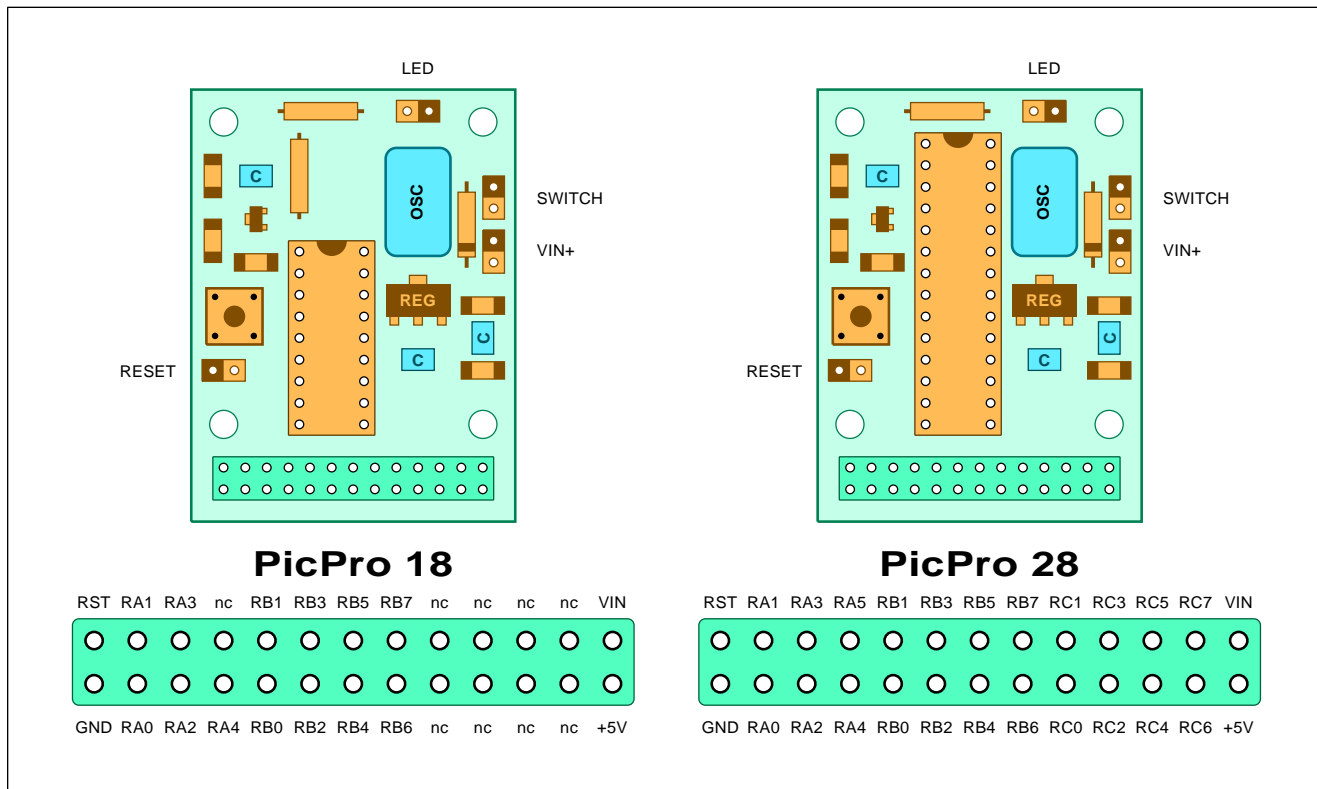 LED
C
OSC
SWITCH
VIN+
REG
C
C
RESET
PicPro 18
RST RA1 RA3 nc RB1 RB3 RB5 RB7 nc nc nc nc VIN
GND RA0 RA2 RA4 RB0 RB2 RB4 RB6 nc nc nc nc +5V
LED
C
OSC
SWITCH
VIN+
REG
C
C
RESET
PicPro 28
RST RA1 RA3 RA5 RB1 RB3 RB5 RB7 RC1 RC3 RC5 RC7 VIN
GND RA0 RA2 RA4 RB0 RB2 RB4 RB6 RC0 RC2 RC4 RC6 +5V